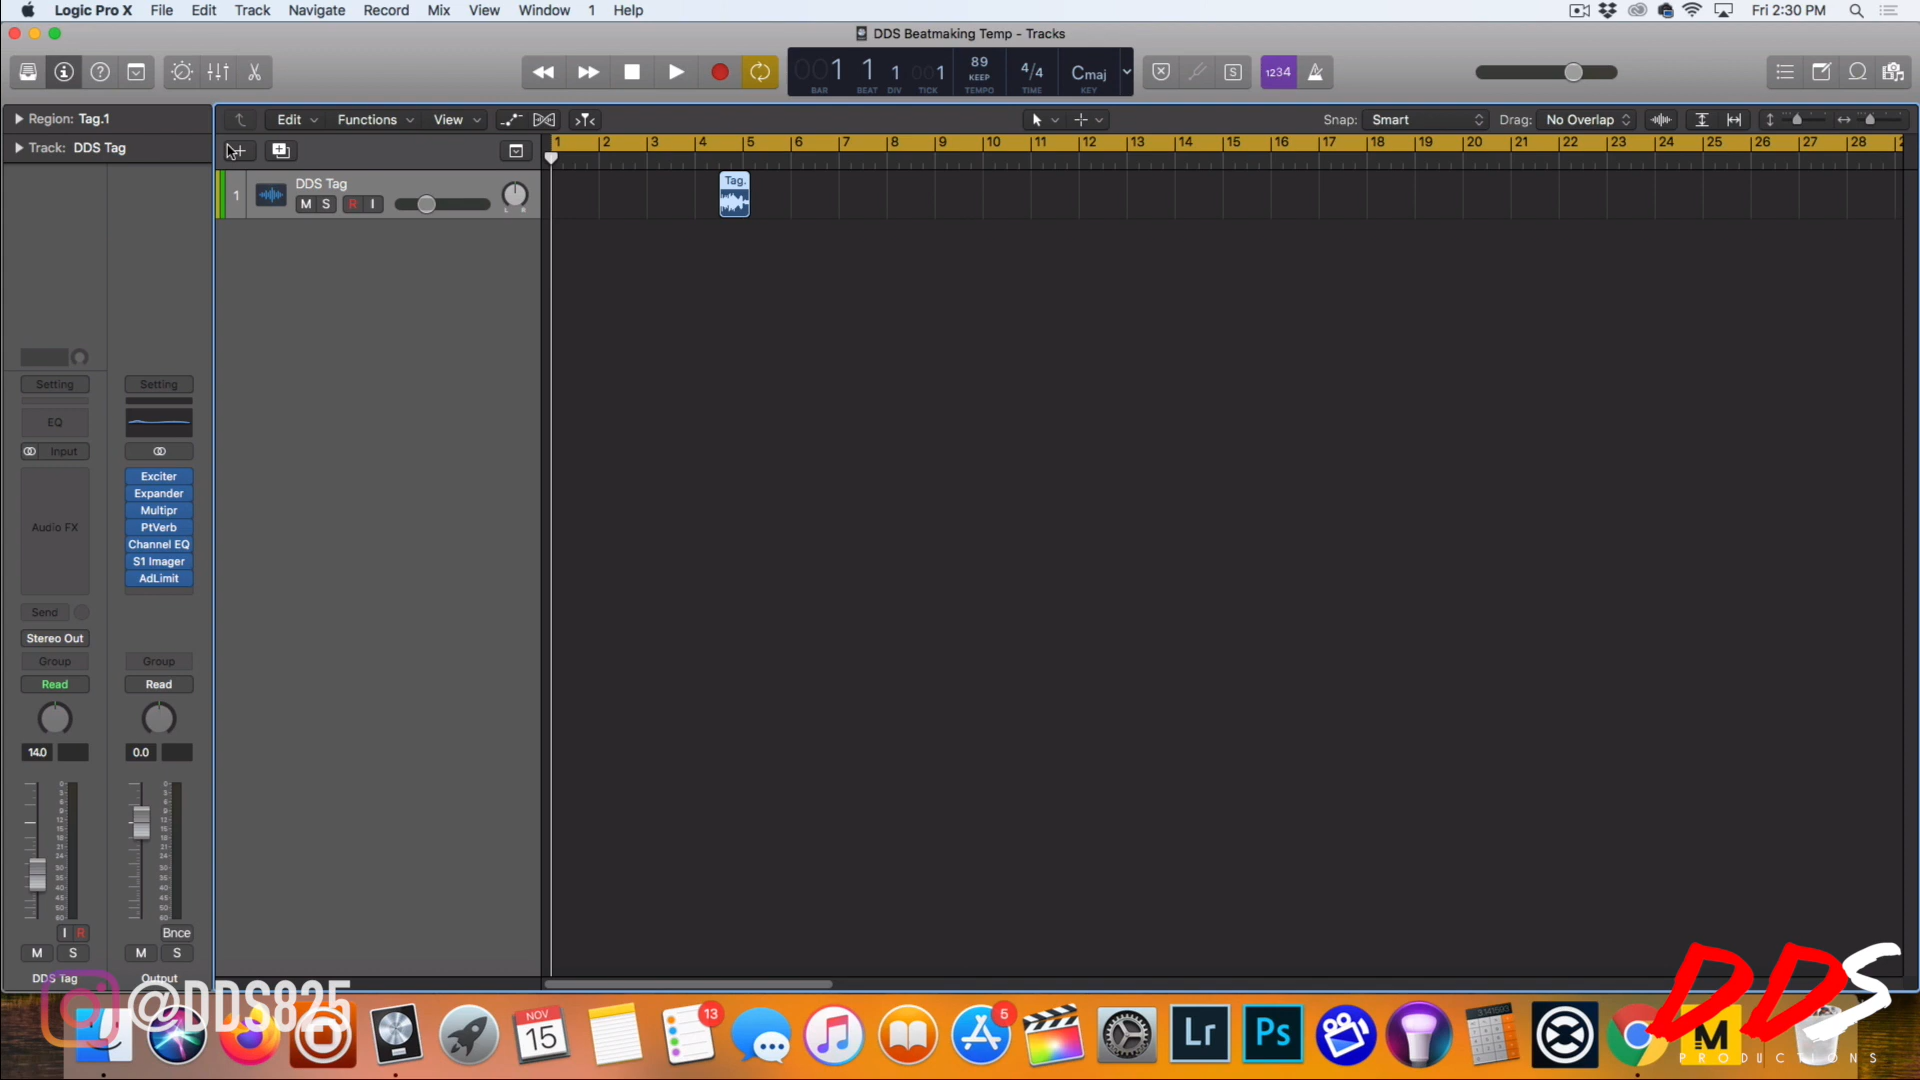 Logic Pro X File Edit Track Navigate Record Mix View Window 1 Help Fri 2:30 PM
DDS Beatmaking Temp - Tracks
001 1 1 001 89 KEEP 4/4 Cmaj 1234
BAR BEAT DIV TICK TEMPO TIME KEY
Region: Tag.1 Edit Functions View Snap: Smart Drag: No Overlap
Track: DDS Tag
1 2 3 4 5 6 7 8 9 10 11 12 13 14 15 16 17 18 19 20 21 22 23 24 25 26 27 28
1 DDS Tag
M S R I L R
Tag.
Setting Setting
EQ
Input
Exciter
Expander
Multipr
Audio FX PtVerb
Channel EQ
S1 Imager
AdLimit
Send
Stereo Out
Group Group
Read Read
14.0 0.0
I R Bnce
M S M S
DDS Tag Output
@DDS825
NOV
15
13
5
Lr
Ps
M
DDS
PRODUCTIONS